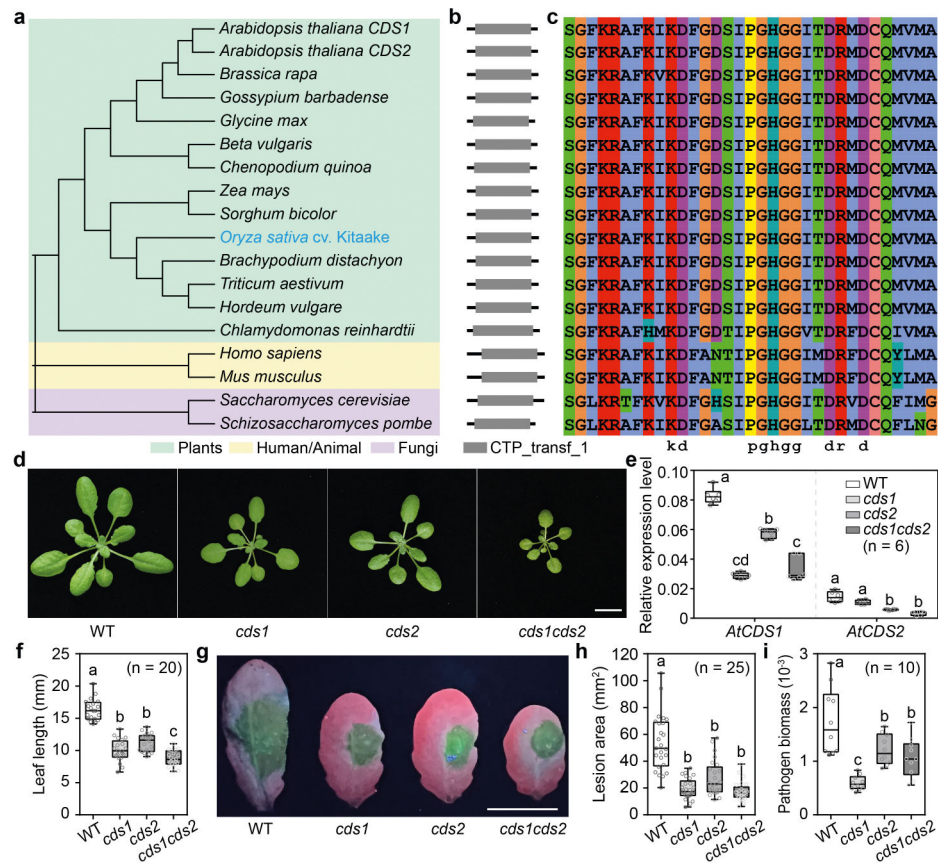 a
b
c
Arabidopsis thaliana CDS1
Arabidopsis thaliana CDS2
Brassica rapa
Gossypium barbadense
Glycine max
Beta vulgaris
Chenopodium quinoa
Zea mays
Sorghum bicolor
Oryza sativa cv. Kitaake
Brachypodium distachyon
Triticum aestivum
Hordeum vulgare
Chlamydomonas reinhardtii
Homo sapiens
Mus musculus
Saccharomyces cerevisiae
Schizosaccharomyces pombe
SGFKRAFKIKDFGDSIPGHGGITDRMDCQMVMA
SGFKRAFKIKDFGDSIPGHGGITDRMDCQMVMA
SGFKRAFKVKDFGDSIPGHGGITDRMDCQMVMA
SGFKRAFKIKDFGDSIPGHGGITDRMDCQMVMA
SGFKRAFKIKDFGDSIPGHGGITDRMDCQMVMA
SGFKRAFKIKDFGDSIPGHGGITDRMDCQMVMA
SGFKRAFKIKDFGDSIPGHGGITDRMDCQMVMA
SGFKRAFKIKDFGDSIPGHGGITDRMDCQMVMA
SGFKRAFKIKDFGDSIPGHGGITDRMDCQMVMA
SGFKRAFKIKDFGDSIPGHGGITDRMDCQMVMA
SGFKRAFKIKDFGDSIPGHGGITDRMDCQMVMA
SGFKRAFKIKDFGDSIPGHGGITDRMDCQMVMA
SGFKRAFKIKDFGDSIPGHGGITDRMDCQMVMA
SGFKRAFHMKDFGDTIPGHGGVTDRFDCQIVMA
SGFKRAFKIKDFANTIPGHGGIMDRFDCQYLMA
SGFKRAFKIKDFANTIPGHGGIMDRFDCQYLMA
SGLKRTFKVKDFGHSIPGHGGITDRVDCQFIMG
SGLKRAFKMKDFGASIPGHGGITDRMDCQFLNG
kd pghgg dr d
Plants Human/Animal Fungi CTP_transf_1
d
WT
cds1
cds2
cds1cds2
e
Relative expression level
0.10
0.08
0.06
0.04
0.02
0
a
cd
b
c
a
a
b
b
WT
cds1
cds2
cds1cds2
(n = 6)
AtCDS1
AtCDS2
f
(n = 20)
Leaf length (mm)
25
20
15
10
5
0
a
b
b
c
WT
cds1
cds2
cds1cds2
g
WT
cds1
cds2
cds1cds2
h
(n = 25)
Lesion area (mm²)
120
100
80
60
40
20
0
a
b
b
b
WT
cds1
cds2
cds1cds2
i
(n = 10)
Pathogen biomass (10⁻³)
3
2
1
0
a
c
b
b
WT
cds1
cds2
cds1cds2